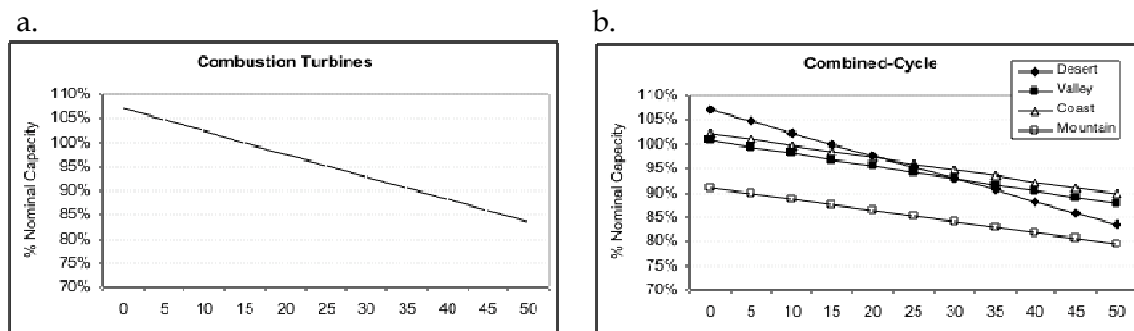 a.
Combustion Turbines
% Nominal Capacity
110%
105%
100%
95%
90%
85%
80%
75%
70%
0 5 10 15 20 25 30 35 40 45 50
b.
Combined-Cycle
Desert
Valley
Coast
Mountain
% Nominal Capacity
110%
105%
100%
95%
90%
85%
80%
75%
70%
0 5 10 15 20 25 30 35 40 45 50